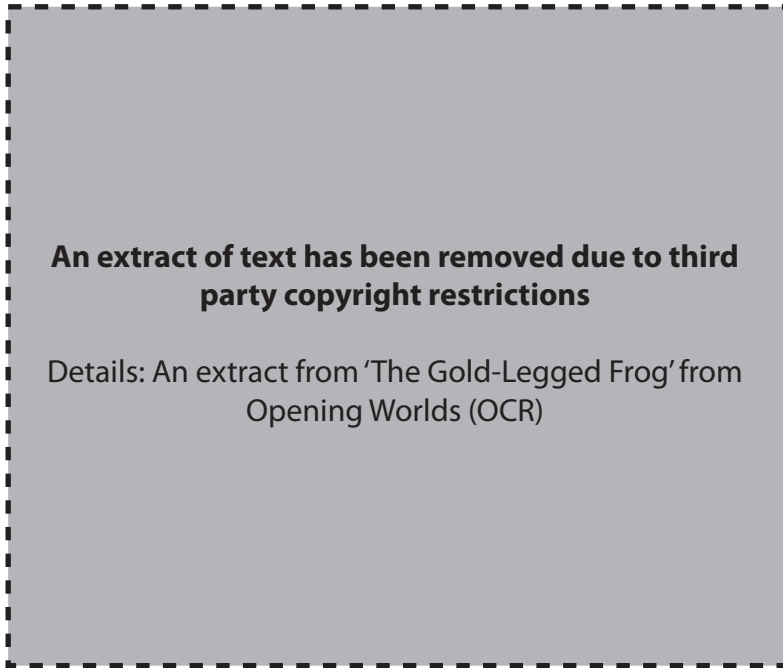 An extract of text has been removed due to third
party copyright restrictions
Details: An extract from ‘The Gold-Legged Frog’ from
Opening Worlds (OCR)